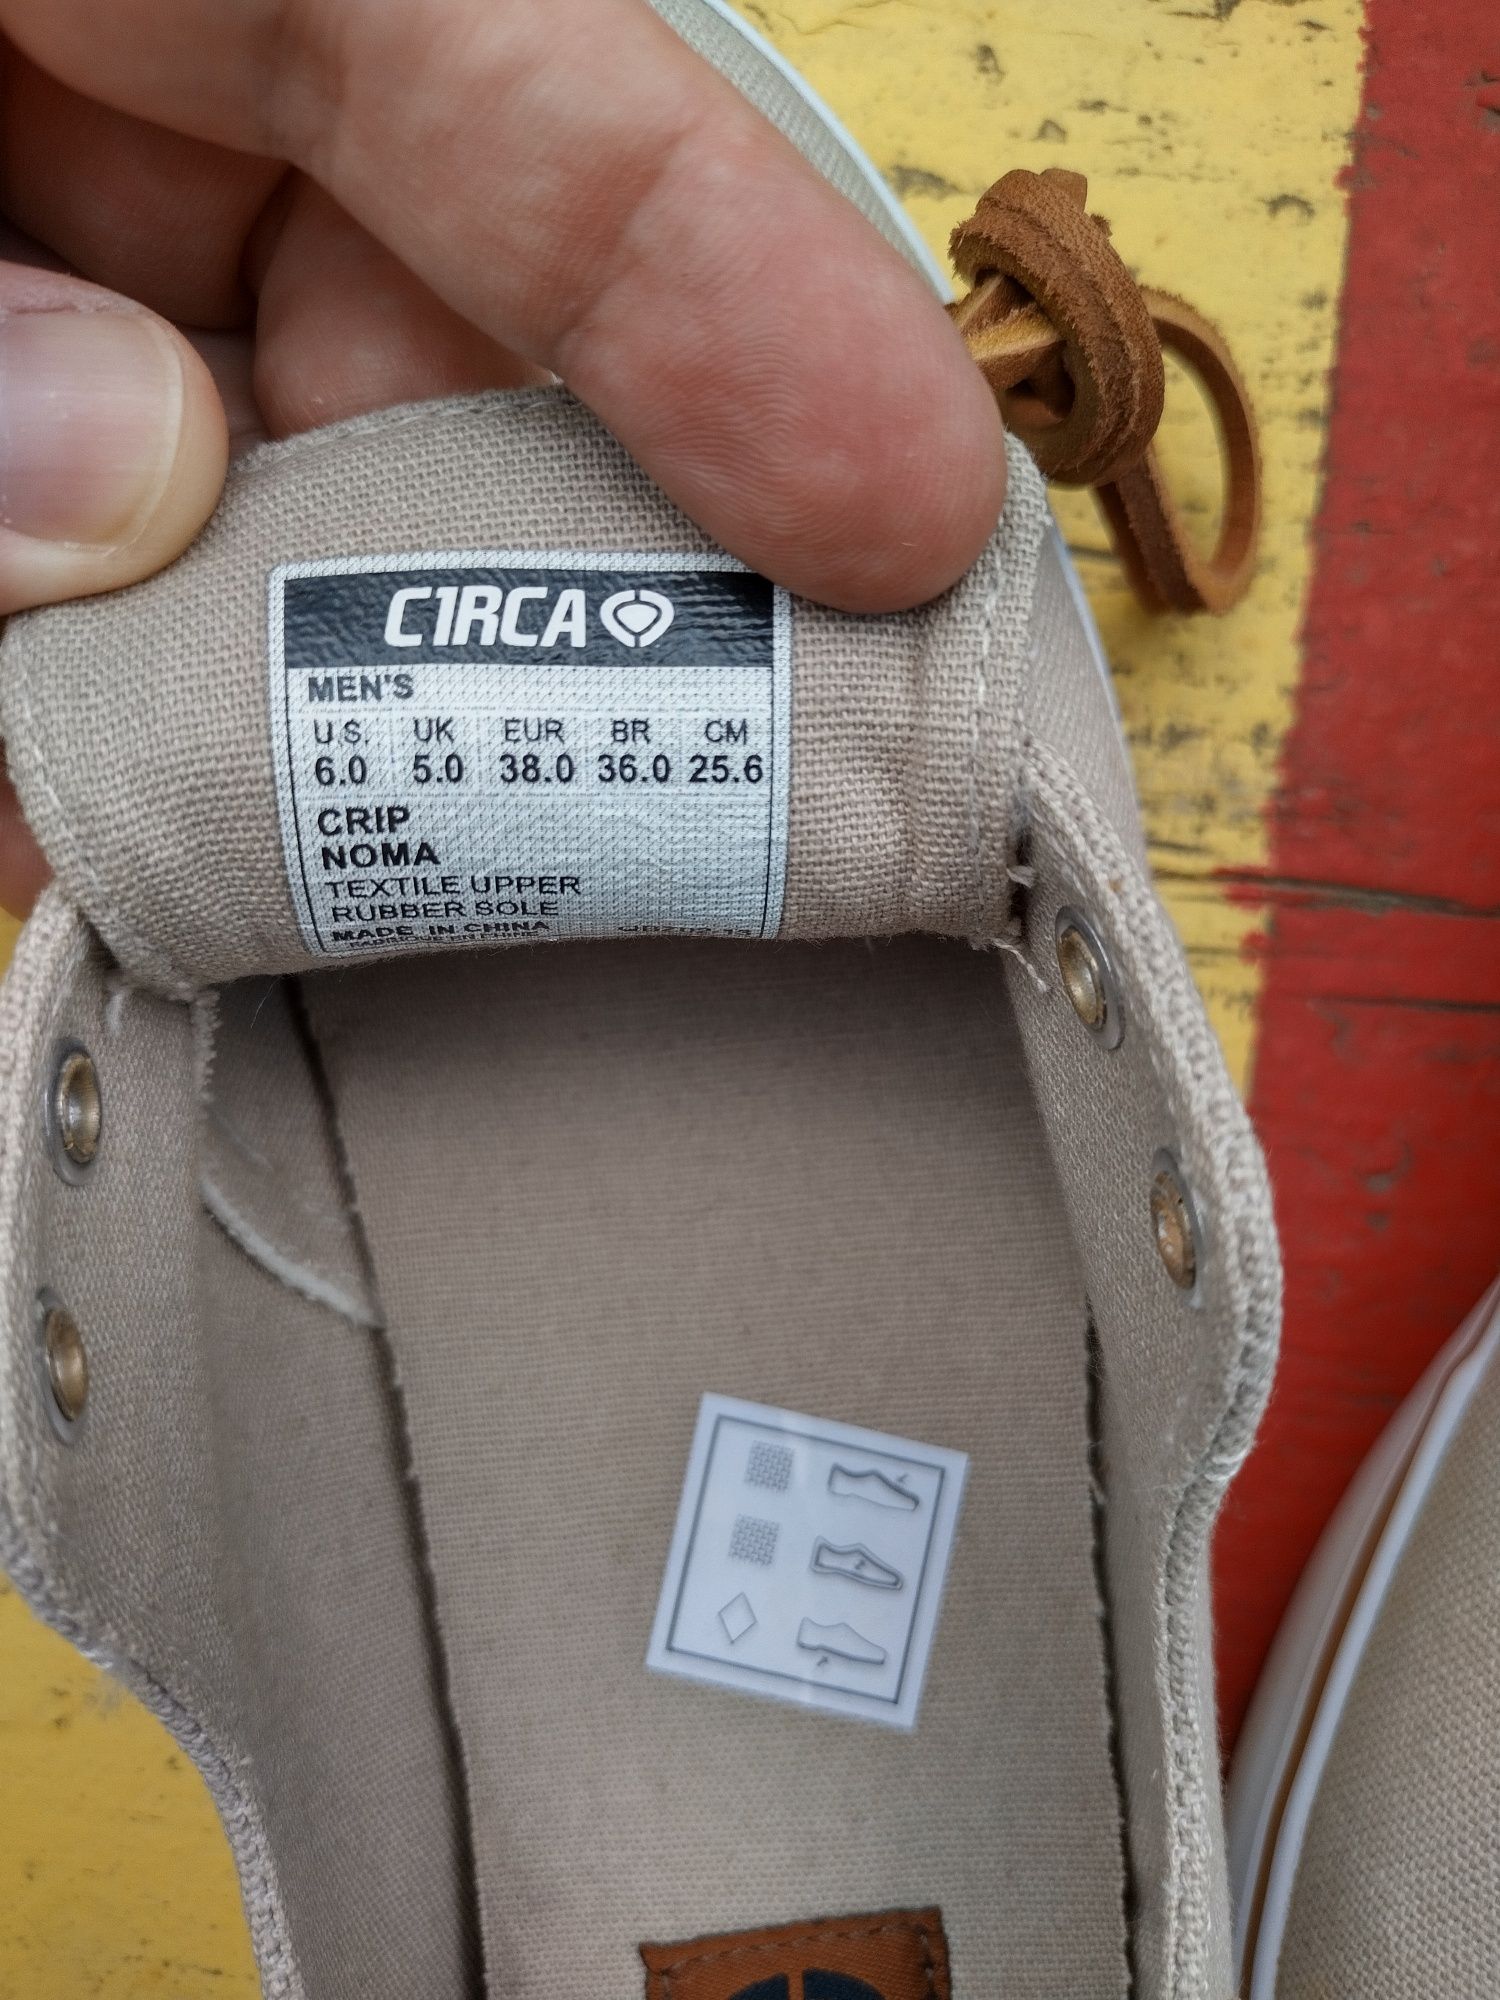 C1RCA
MEN'S
U.S. UK EUR BR CM
6.0 5.0 38.0 36.0 25.6
CRIP
NOMA
TEXTILE UPPER
RUBBER SOLE
MADE IN CHINA